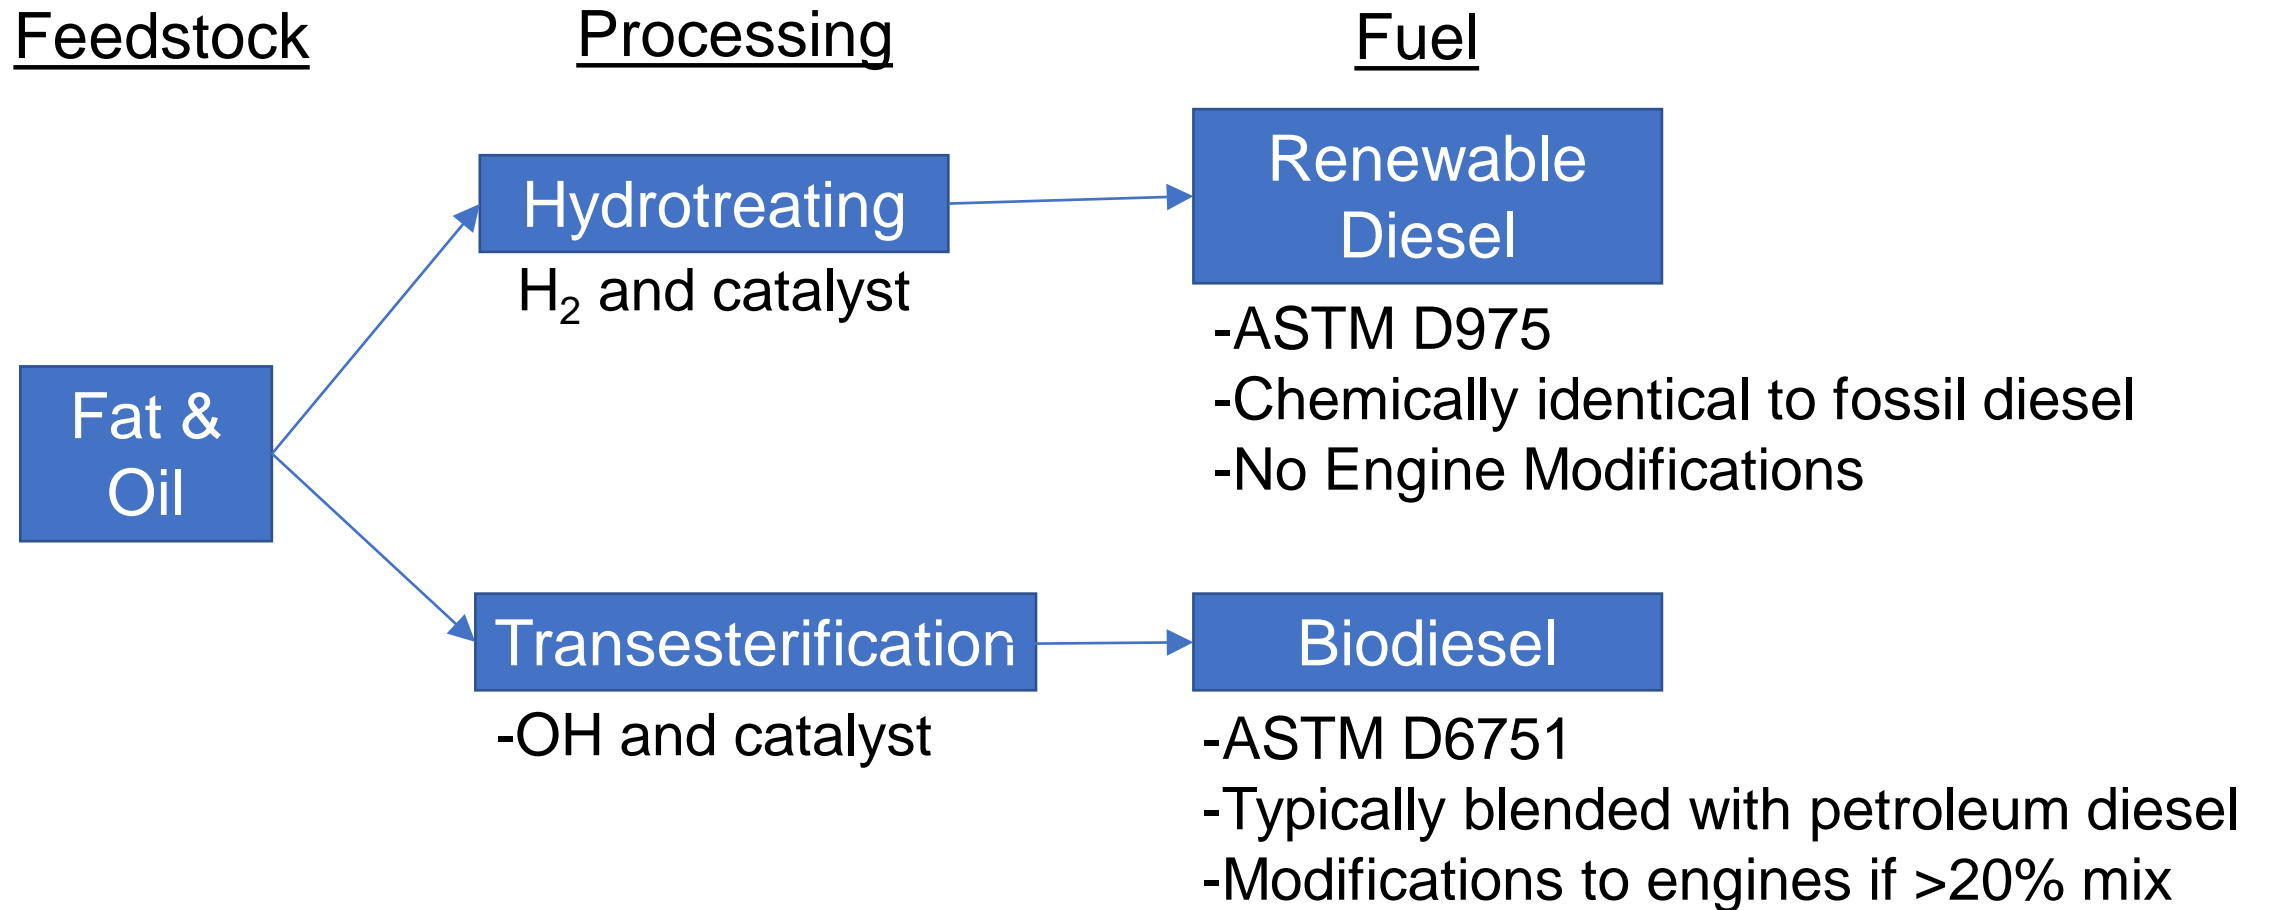 Feedstock
Processing
Fuel
Fat &
Oil
Hydrotreating
H₂ and catalyst
Renewable
Diesel
-ASTM D975
-Chemically identical to fossil diesel
-No Engine Modifications
Transesterification
-OH and catalyst
Biodiesel
-ASTM D6751
-Typically blended with petroleum diesel
-Modifications to engines if >20% mix